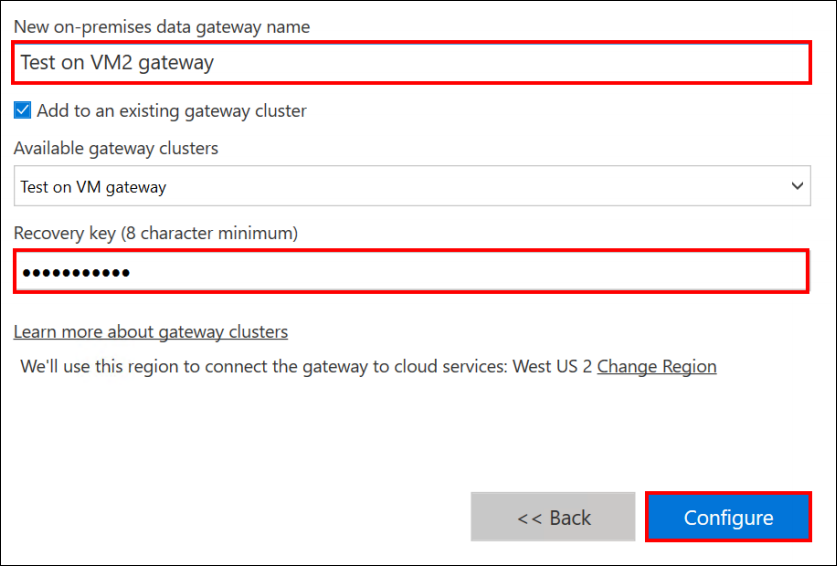 New on-premises data gateway name
Test on VM2 gateway
Add to an existing gateway cluster
Available gateway clusters
Test on VM gateway
Recovery key (8 character minimum)
●●●●●●●●●●●
Learn more about gateway clusters
We'll use this region to connect the gateway to cloud services: West US 2 Change Region
<< Back
Configure